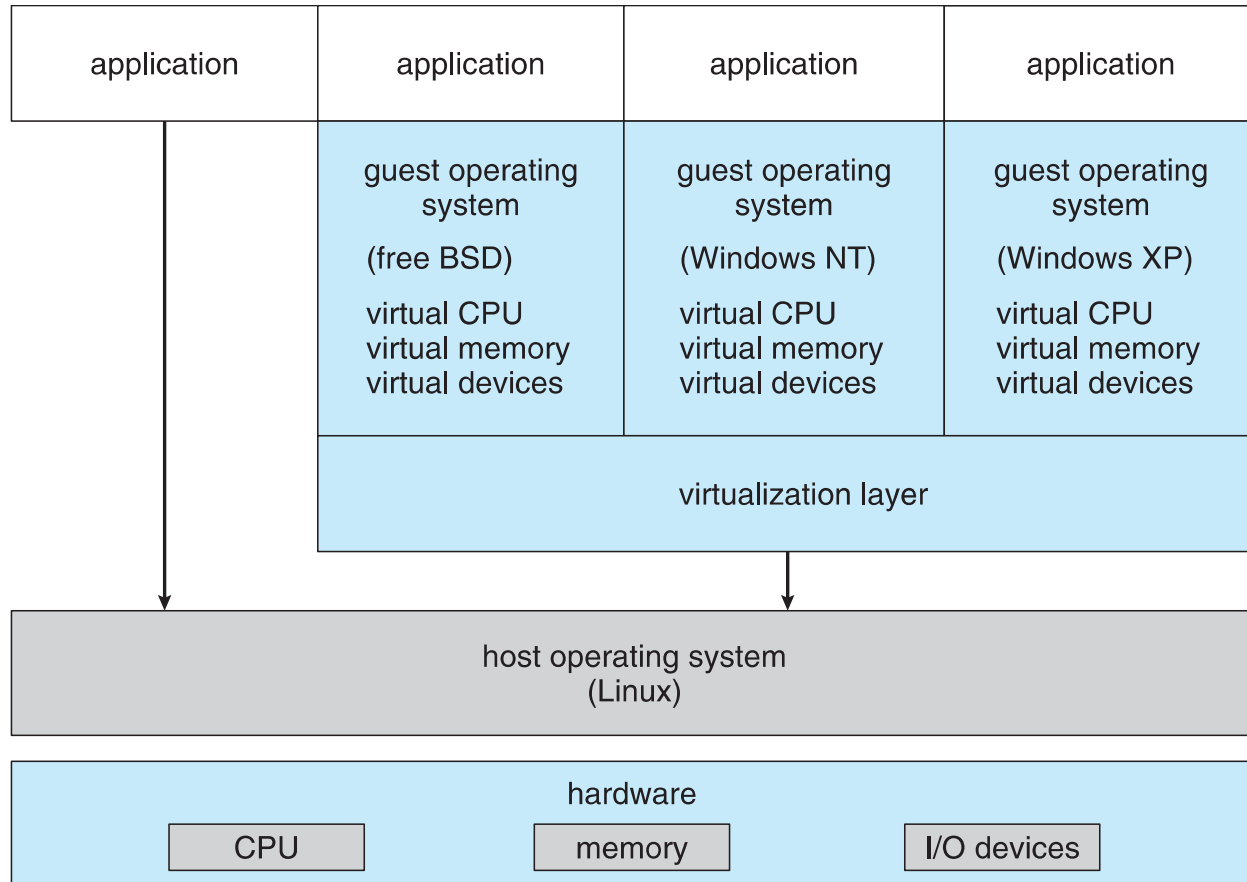 application
application
application
application
guest operating
system
(free BSD)
virtual CPU
virtual memory
virtual devices
guest operating
system
(Windows NT)
virtual CPU
virtual memory
virtual devices
guest operating
system
(Windows XP)
virtual CPU
virtual memory
virtual devices
virtualization layer
host operating system
(Linux)
hardware
CPU
memory
I/O devices